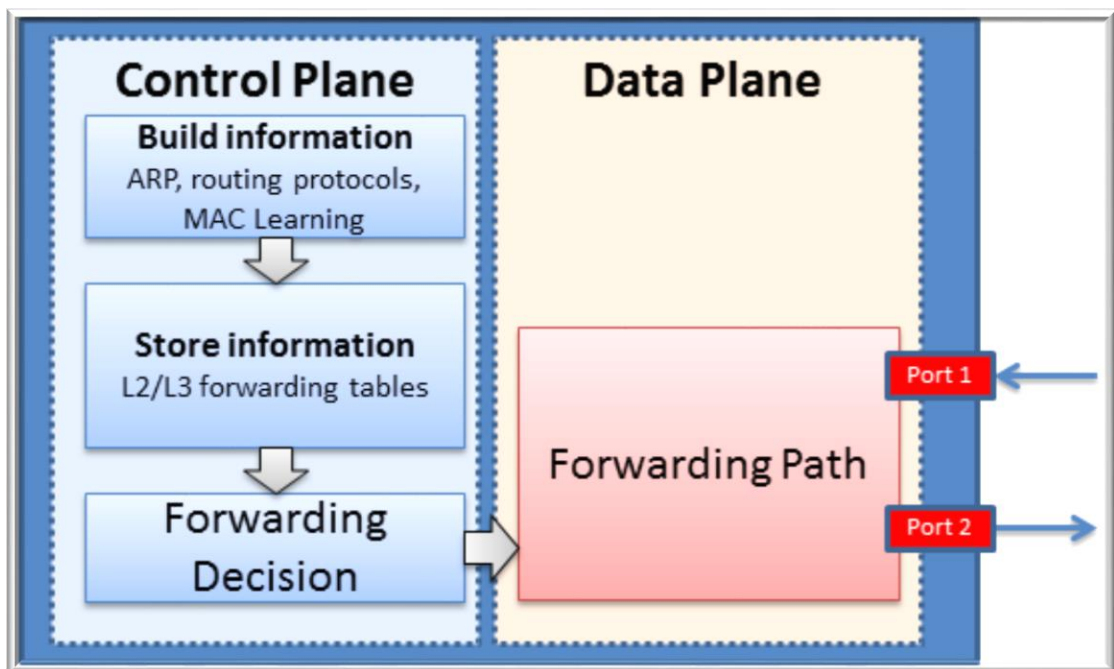 Control Plane
Build information
ARP, routing protocols,
MAC Learning
Store information
L2/L3 forwarding tables
Forwarding
Decision
Data Plane
Forwarding Path
Port 1
Port 2